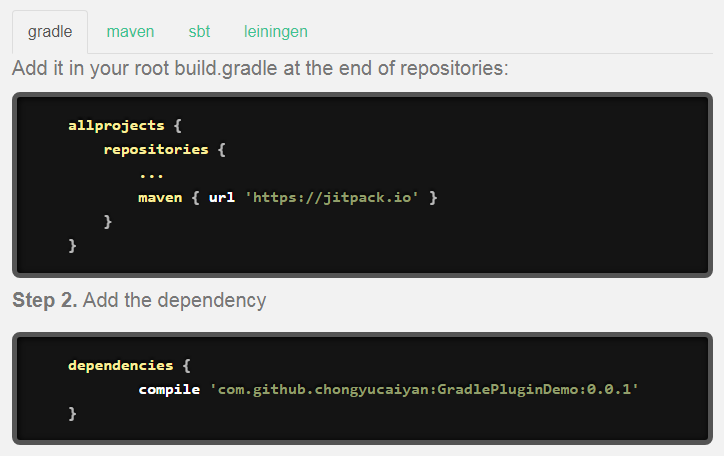 gradle maven sbt leiningen
Add it in your root build.gradle at the end of repositories:
allprojects {
repositories {
...
maven { url 'https://jitpack.io' }
}
}
Step 2. Add the dependency
dependencies {
compile 'com.github.chongyucaiyan:GradlePluginDemo:0.0.1'
}